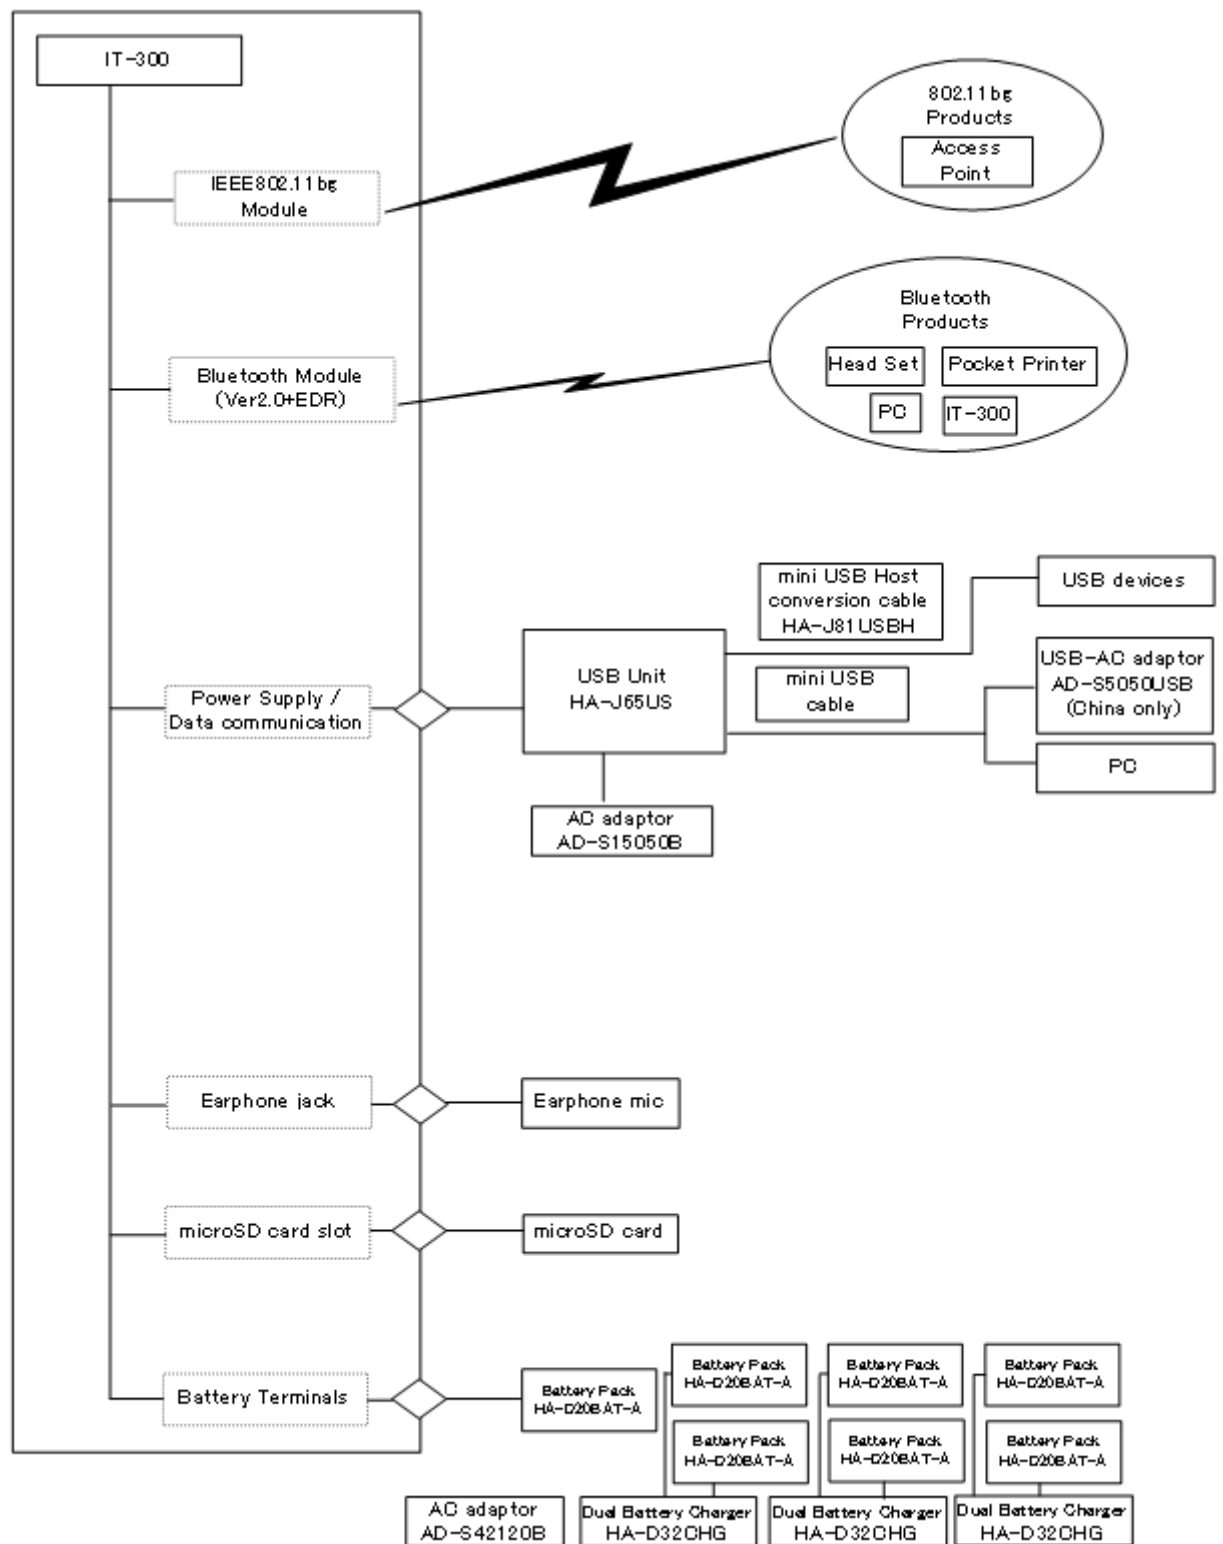 IT-300
802.11bg
Products
Access
Point
IEEE802.11bg
Module
Bluetooth
Products
Head Set
Pocket Printer
PC
IT-300
Bluetooth Module
(Ver2.0+EDR)
mini USB Host
conversion cable
HA-J81USBH
USB devices
USB Unit
HA-J65US
mini USB
cable
USB-AC adaptor
AD-S5050USB
(China only)
PC
Power Supply /
Data communication
AC adaptor
AD-S15050B
Earphone jack
Earphone mic
microSD card slot
microSD card
Battery Terminals
Battery Pack
HA-D20BAT-A
Battery Pack
HA-D20BAT-A
Battery Pack
HA-D20BAT-A
Battery Pack
HA-D20BAT-A
Battery Pack
HA-D20BAT-A
Battery Pack
HA-D20BAT-A
Battery Pack
HA-D20BAT-A
AC adaptor
AD-S42120B
Dual Battery Charger
HA-D32CHG
Dual Battery Charger
HA-D32CHG
Dual Battery Charger
HA-D32CHG